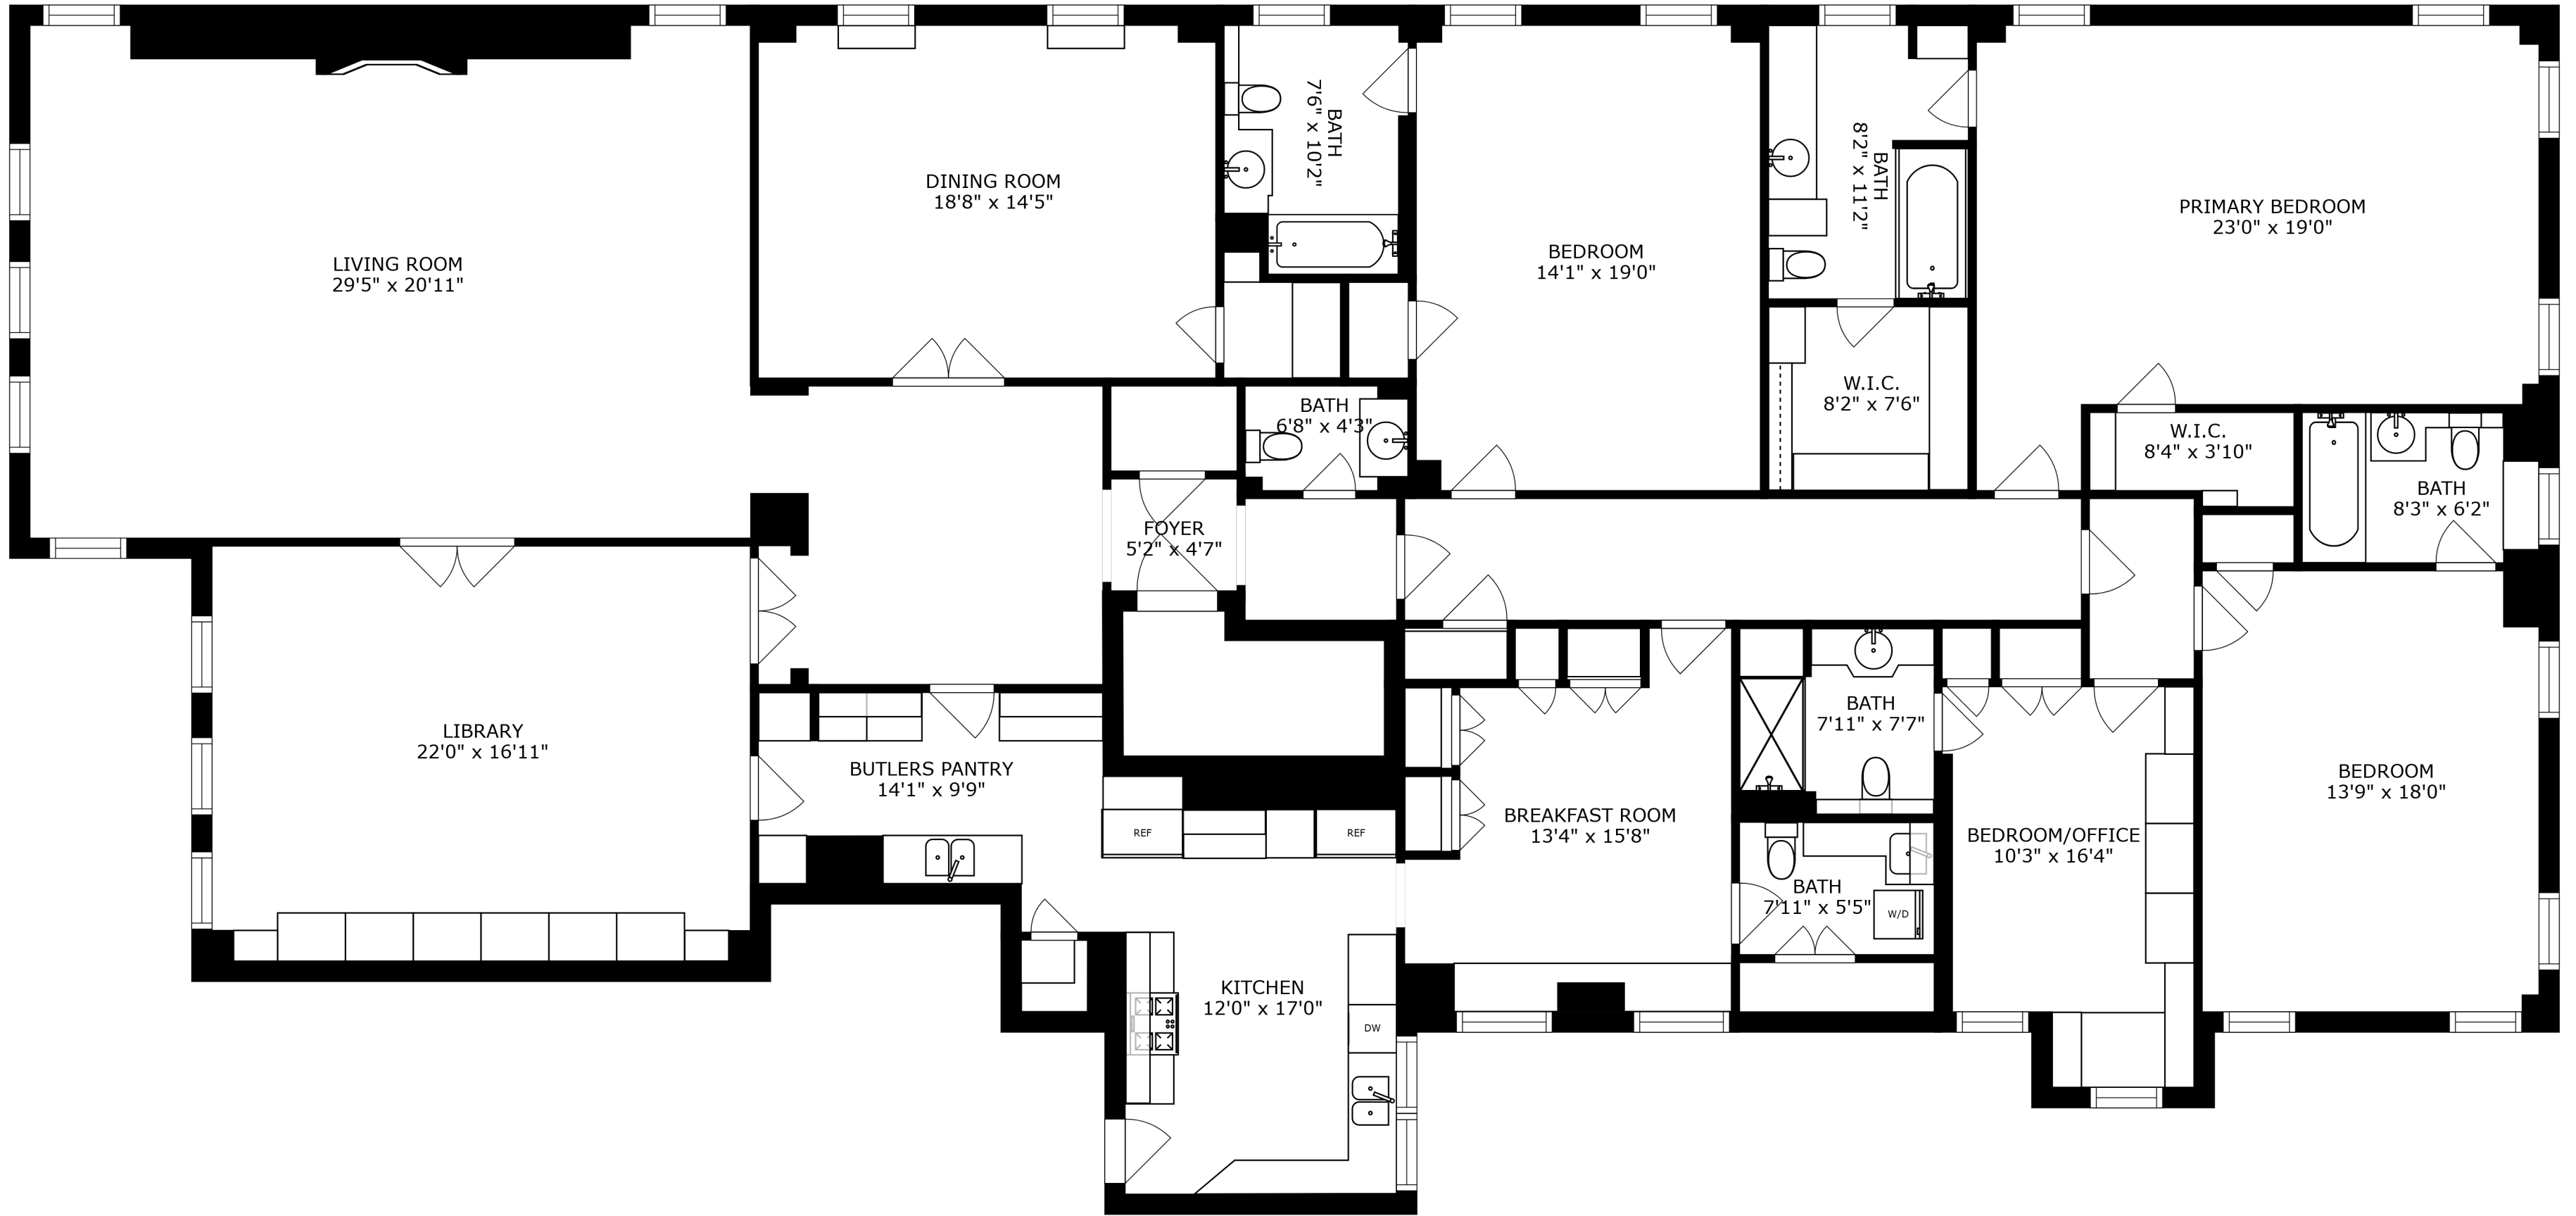 LIVING ROOM
29'5" x 20'11"
DINING ROOM
18'8" x 14'5"
BATH
7'6" x 10'2"
BEDROOM
14'1" x 19'0"
BATH
8'2" x 11'2"
PRIMARY BEDROOM
23'0" x 19'0"
BATH
6'8" x 4'3"
W.I.C.
8'2" x 7'6"
W.I.C.
8'4" x 3'10"
BATH
8'3" x 6'2"
FOYER
5'2" x 4'7"
LIBRARY
22'0" x 16'11"
BUTLERS PANTRY
14'1" x 9'9"
REF
REF
BREAKFAST ROOM
13'4" x 15'8"
BATH
7'11" x 7'7"
BATH
7'11" x 5'5"
W/D
BEDROOM/OFFICE
10'3" x 16'4"
BEDROOM
13'9" x 18'0"
KITCHEN
12'0" x 17'0"
DW